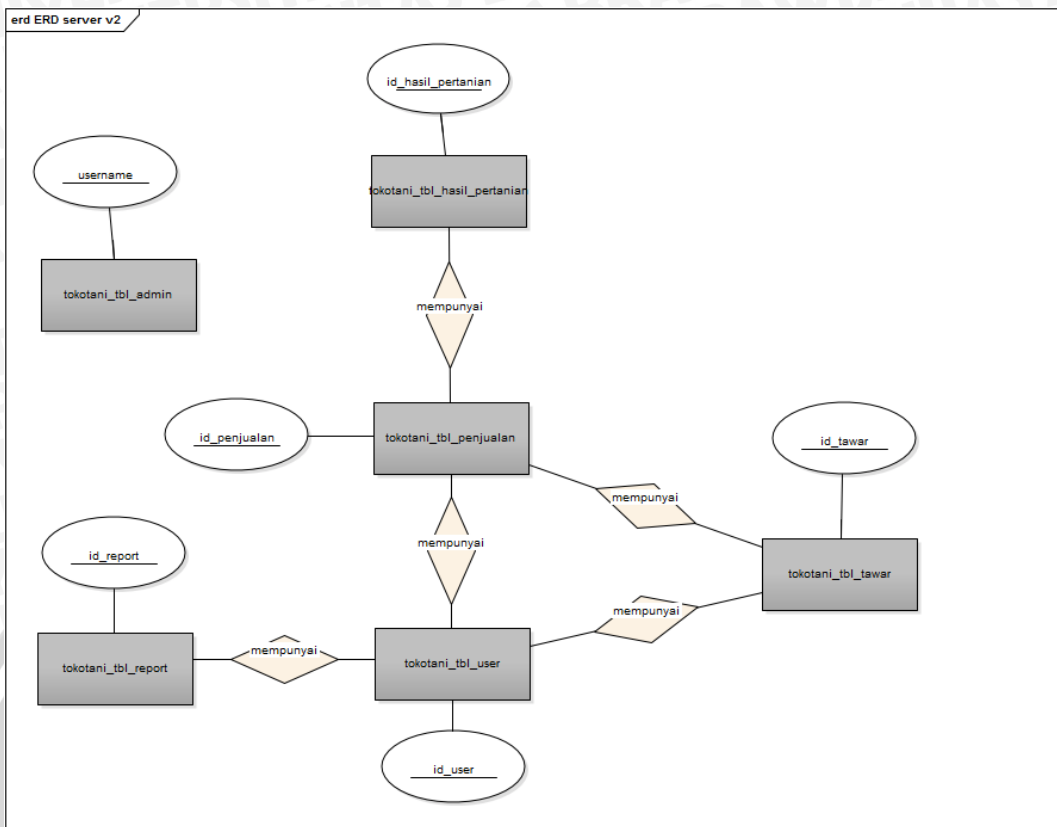 erd ERD server v2
id_hasil_pertanian
username
tokotani_tbl_hasil_pertanian
tokotani_tbl_admin
mempunyai
id_penjualan
tokotani_tbl_penjualan
id_tawar
mempunyai
mempunyai
id_report
tokotani_tbl_tawar
mempunyai
mempunyai
tokotani_tbl_report
tokotani_tbl_user
id_user